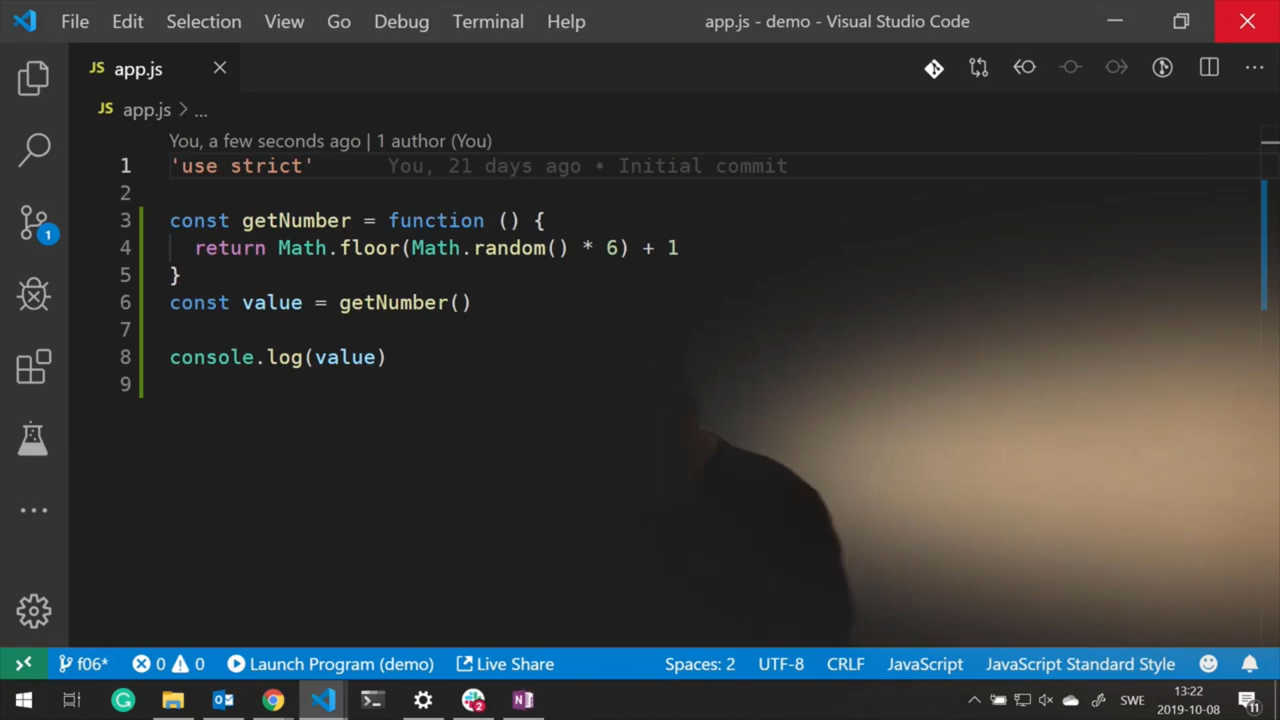 File Edit Selection View Go Debug Terminal Help app.js - demo - Visual Studio Code
JS app.js
JS app.js > ...
You, a few seconds ago | 1 author (You)
1 'use strict' You, 21 days ago • Initial commit
2
3 const getNumber = function () {
4 return Math.floor(Math.random() * 6) + 1
5 }
6 const value = getNumber()
7
8 console.log(value)
9
1
f06* 0 0 Launch Program (demo) Live Share Spaces: 2 UTF-8 CRLF JavaScript JavaScript Standard Style
2 SWE 13:22
2019-10-08 11